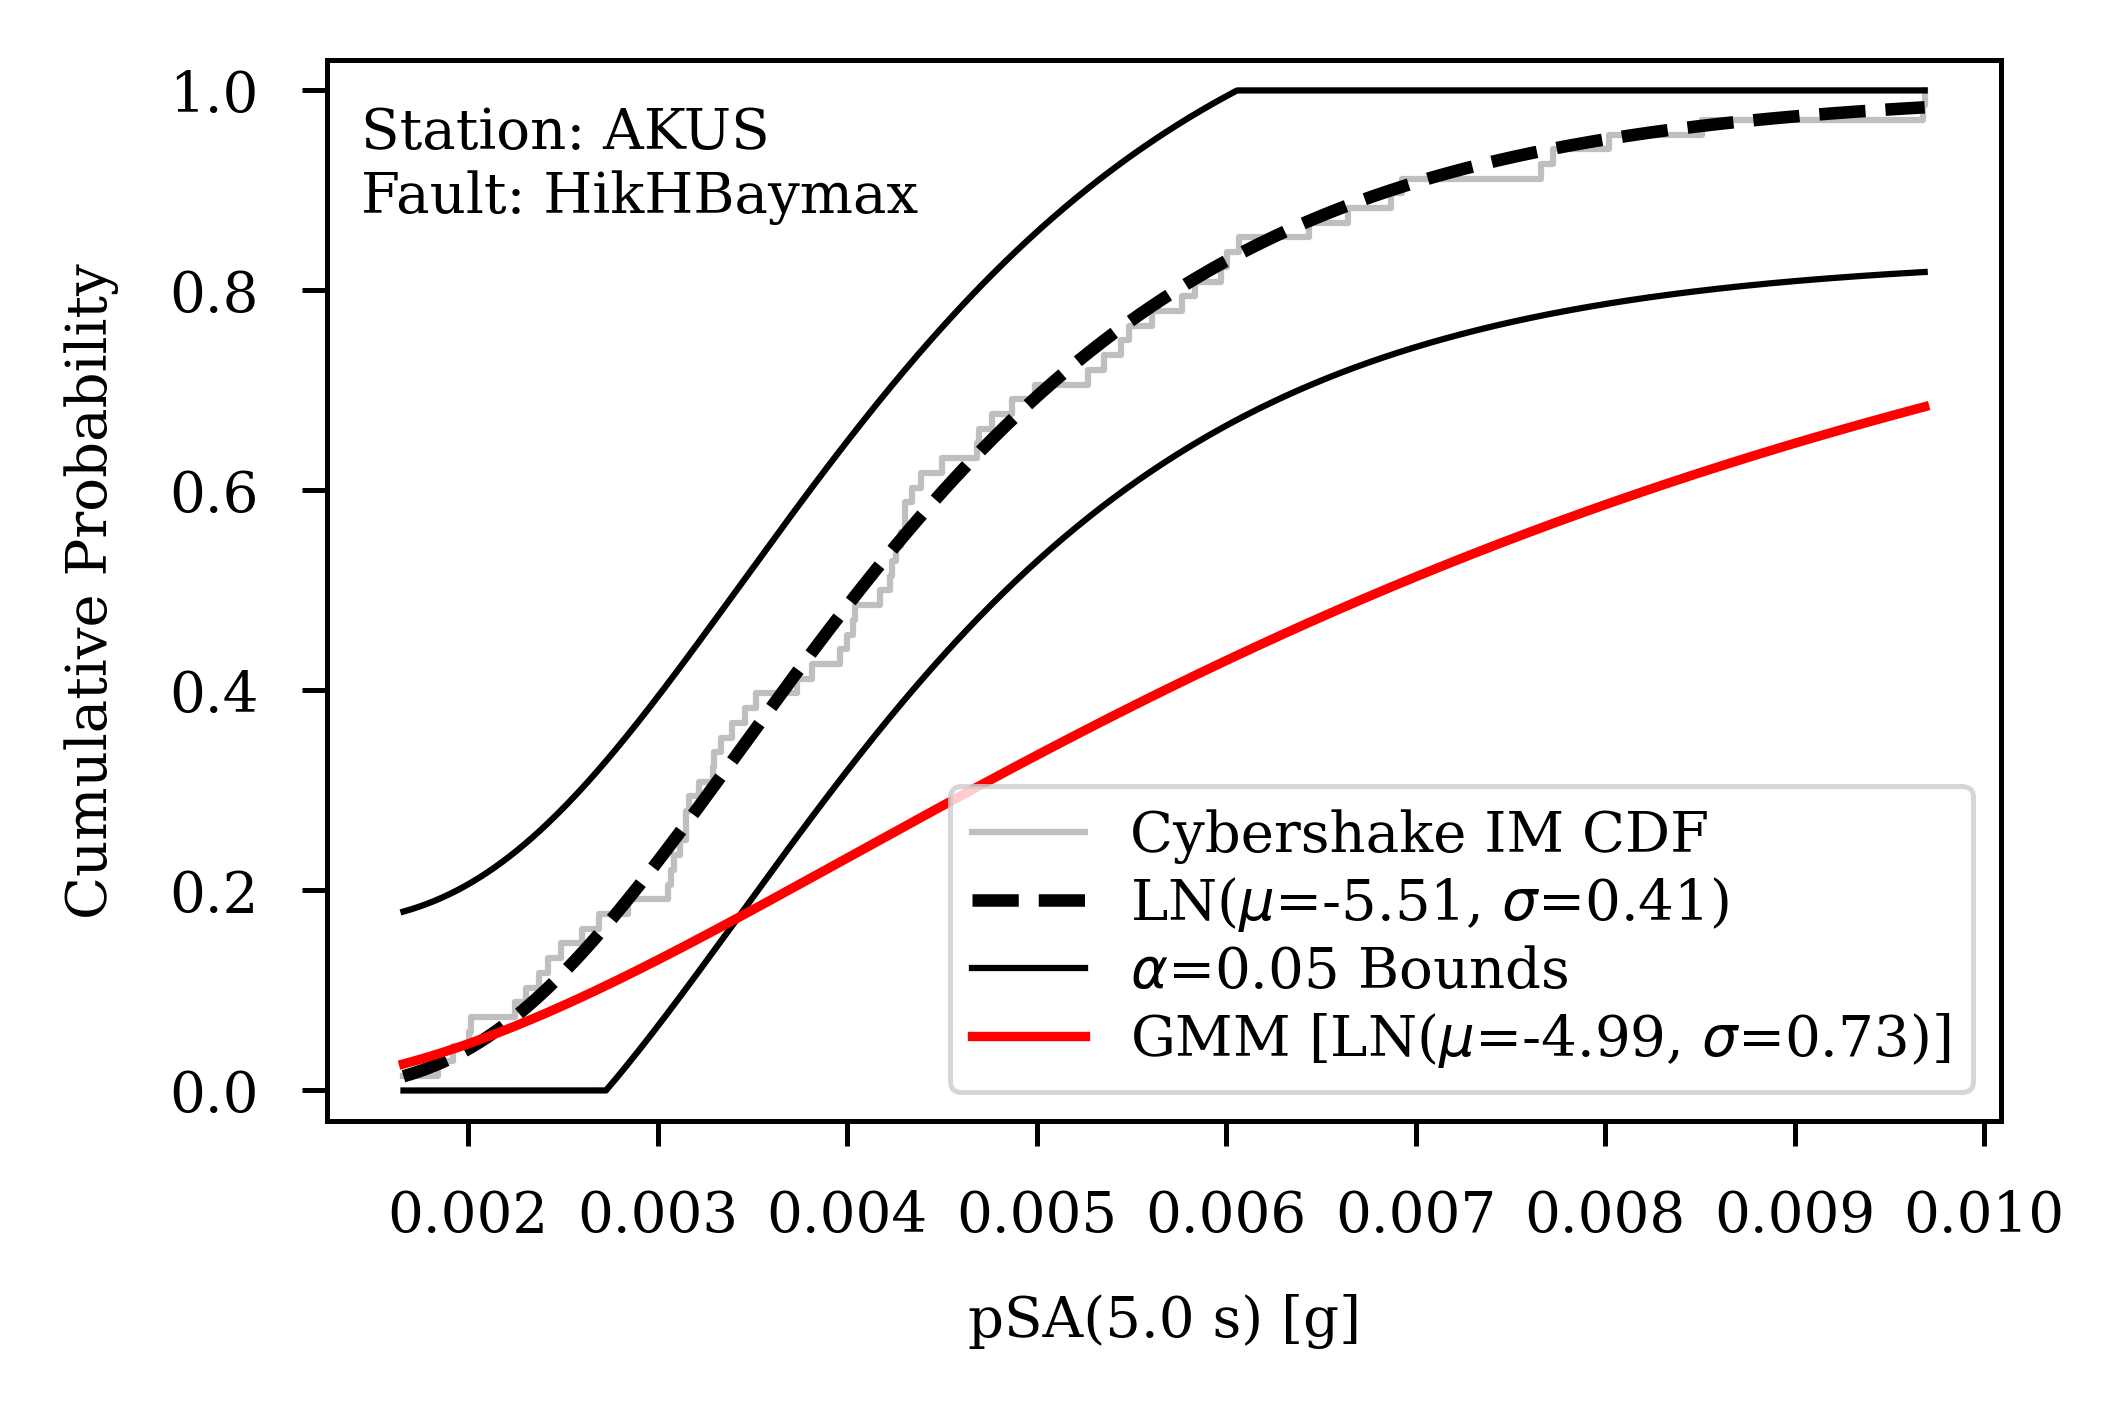 Station: AKUS
Fault: HikHBaymax
Cumulative Probability
1.0
0.8
0.6
0.4
0.2
0.0
Cybershake IM CDF
LN(μ=-5.51, σ=0.41)
α=0.05 Bounds
GMM [LN(μ=-4.99, σ=0.73)]
0.002 0.003 0.004 0.005 0.006 0.007 0.008 0.009 0.010
pSA(5.0 s) [g]